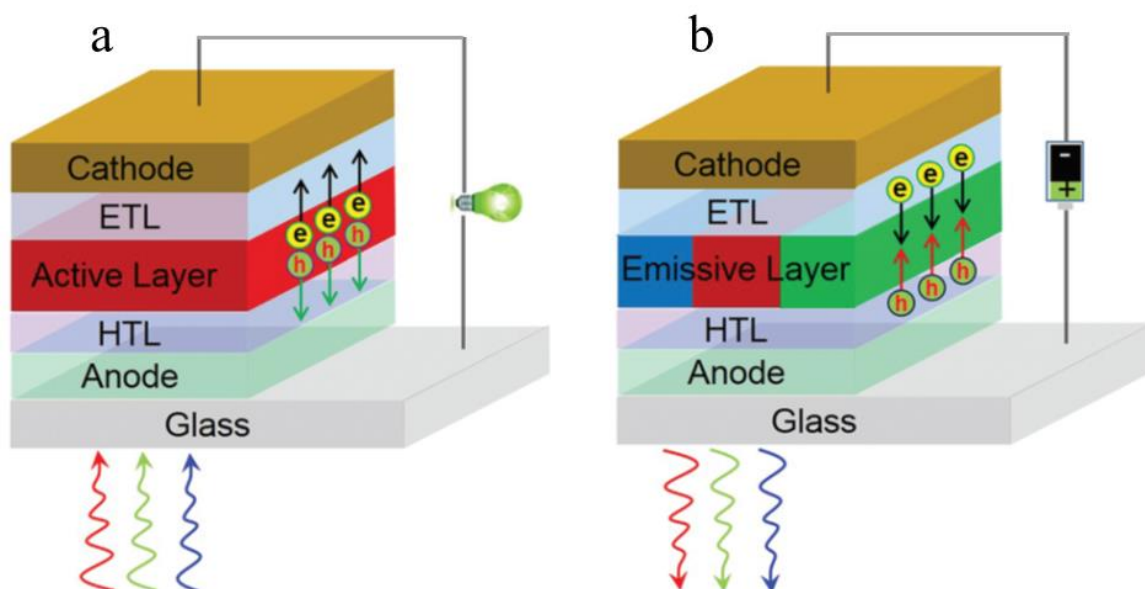 a
Cathode
ETL
Active Layer
HTL
Anode
Glass
e
e
e
h
h
h
b
Cathode
ETL
Emissive Layer
HTL
Anode
Glass
e
e
e
h
h
h
-
+